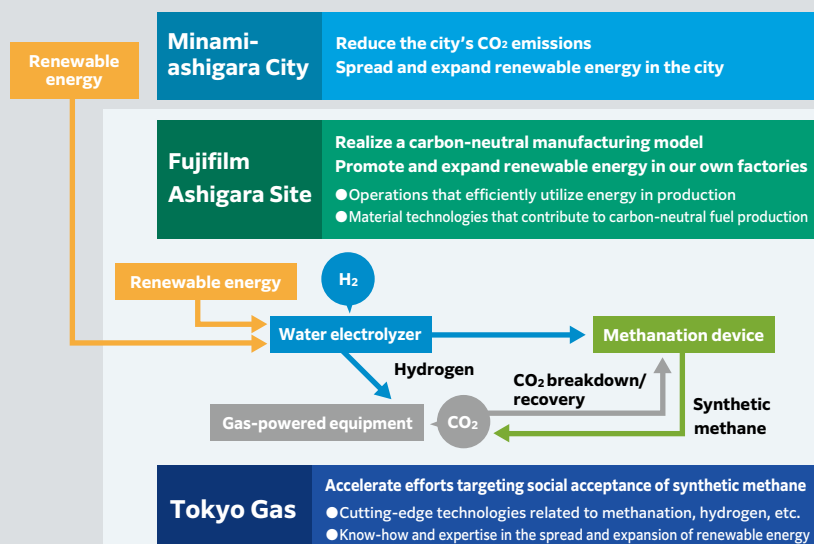 Minami-
ashigara City
Reduce the city's CO₂ emissions
Spread and expand renewable energy in the city
Renewable
energy
Fujifilm
Ashigara Site
Realize a carbon-neutral manufacturing model
Promote and expand renewable energy in our own factories
●Operations that efficiently utilize energy in production
●Material technologies that contribute to carbon-neutral fuel production
Renewable energy
H₂
Water electrolyzer
Methanation device
Hydrogen
CO₂ breakdown/
recovery
Gas-powered equipment
CO₂
Synthetic
methane
Tokyo Gas
Accelerate efforts targeting social acceptance of synthetic methane
●Cutting-edge technologies related to methanation, hydrogen, etc.
●Know-how and expertise in the spread and expansion of renewable energy